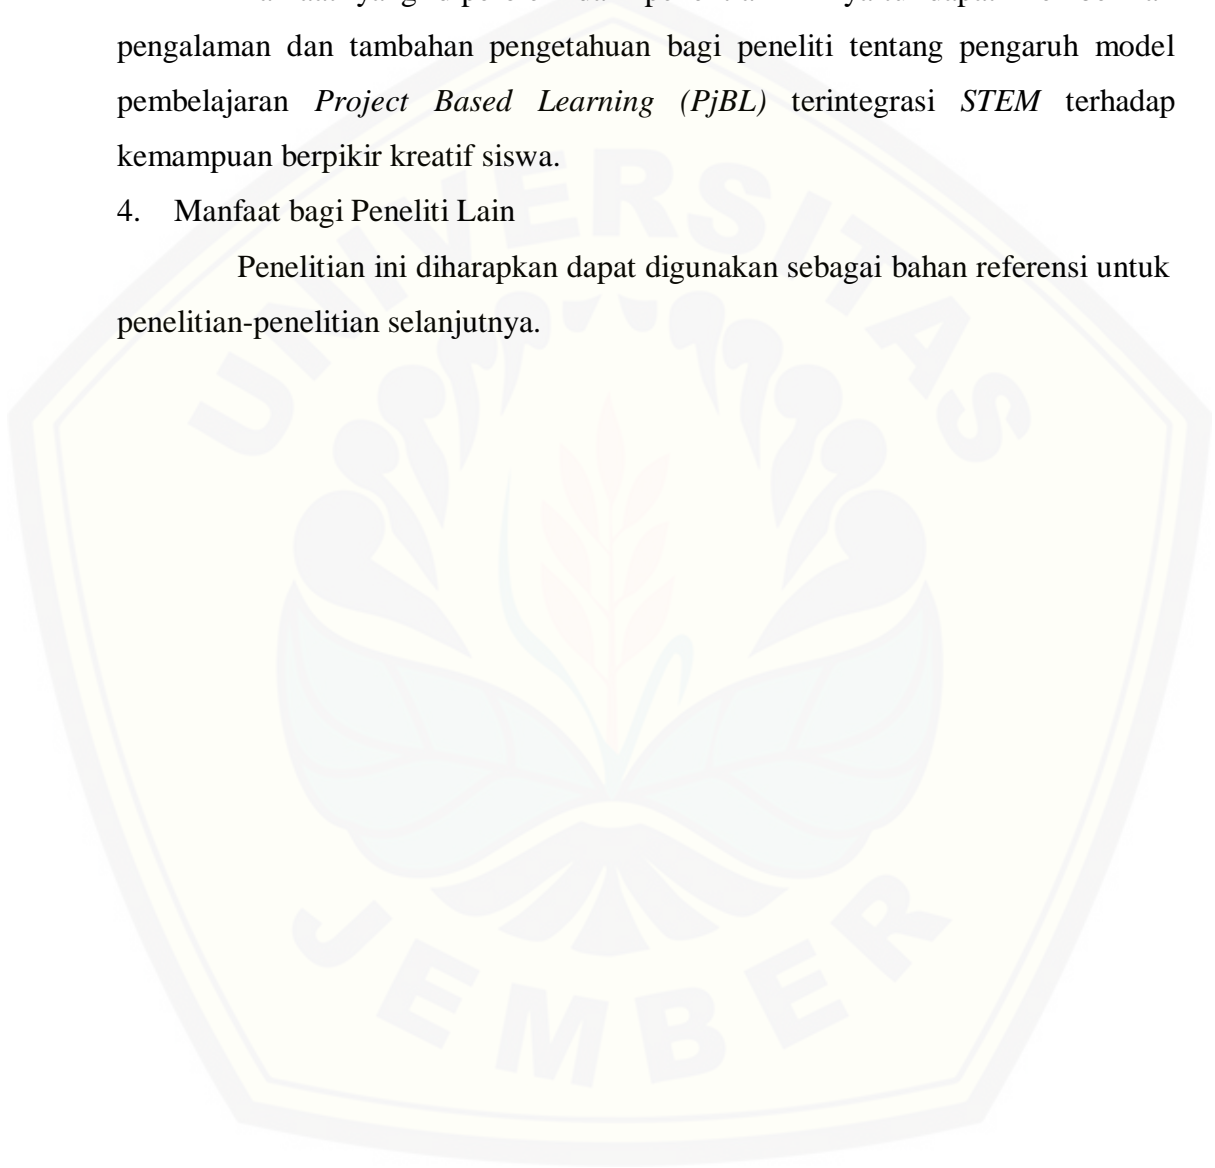 pengalaman dan tambahan pengetahuan bagi peneliti tentang pengaruh model
pembelajaran Project Based Learning (PjBL) terintegrasi STEM terhadap
kemampuan berpikir kreatif siswa.
4. Manfaat bagi Peneliti Lain
Penelitian ini diharapkan dapat digunakan sebagai bahan referensi untuk
penelitian-penelitian selanjutnya.
UNIVERSITAS
JEMBER